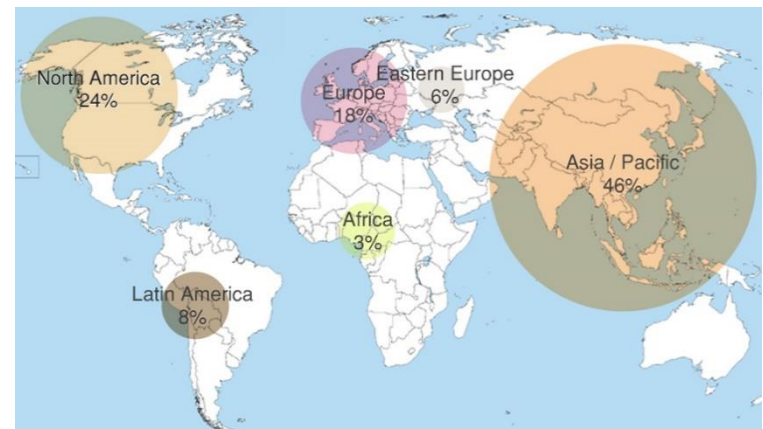 North America
24%
Europe
18%
Eastern Europe
6%
Asia / Pacific
46%
Africa
3%
Latin America
8%